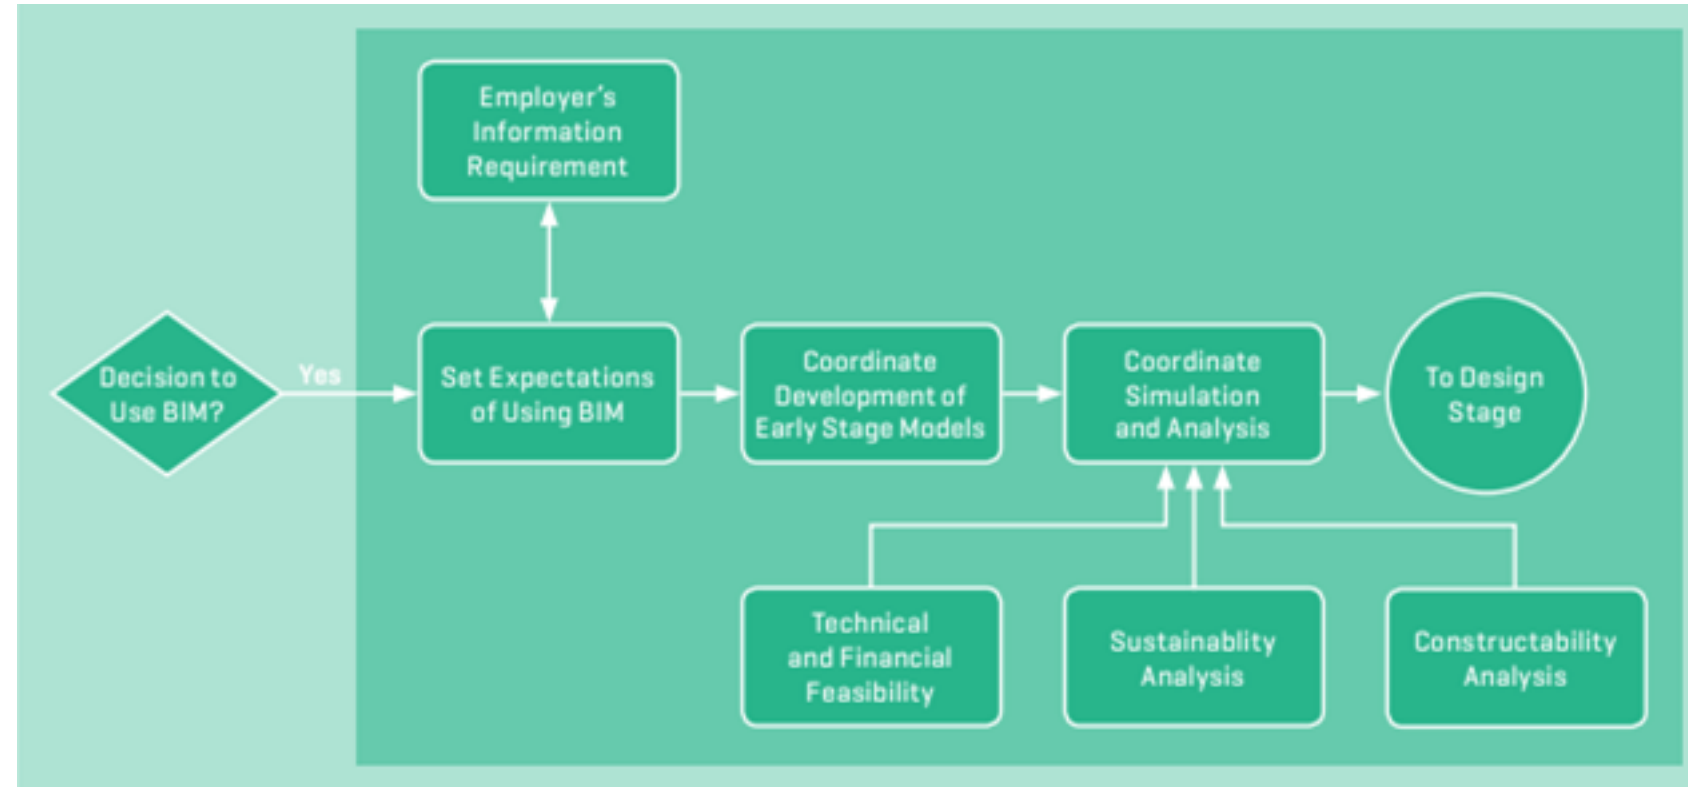 Employer's
Information
Requirement
Decision to
Use BIM?
Yes
Set Expectations
of Using BIM
Coordinate
Development of
Early Stage Models
Coordinate
Simulation
and Analysis
To Design
Stage
Technical
and Financial
Feasibility
Sustainablity
Analysis
Constructability
Analysis